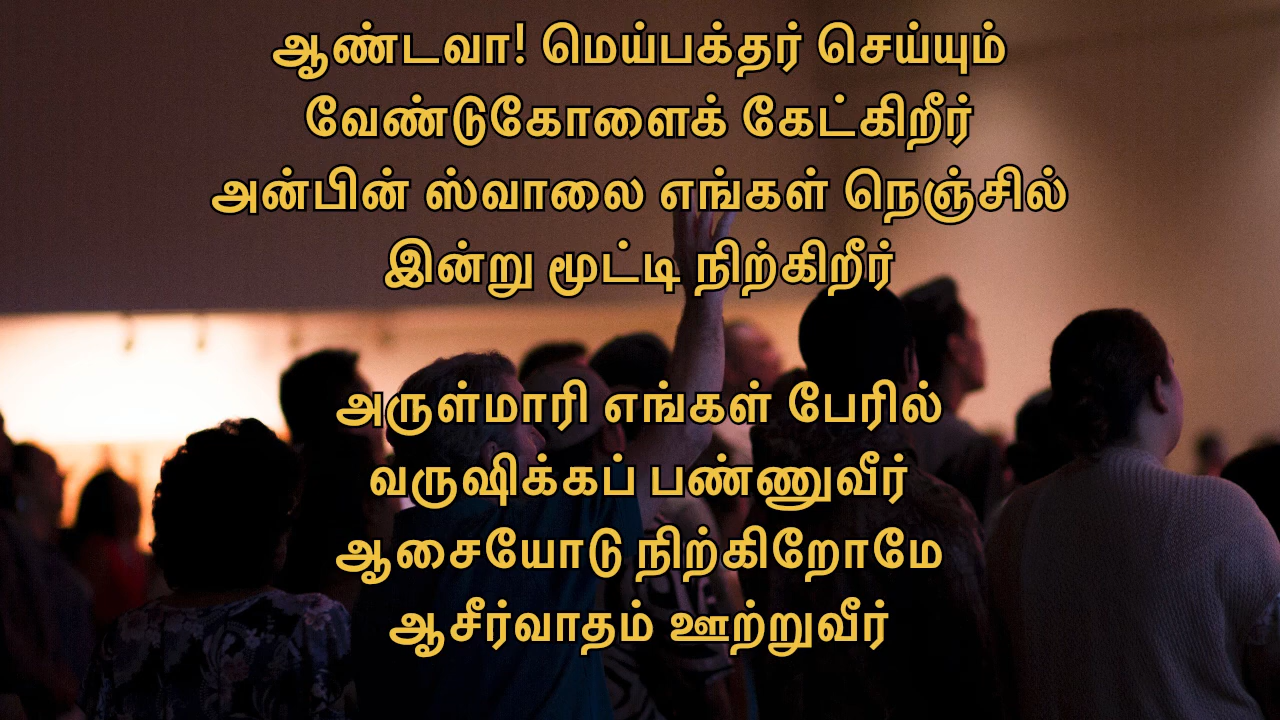 ஆண்டவா! மெய்பக்தர் செய்யும்
வேண்டுகோளைக் கேட்கிறீர்
அன்பின் ஸ்வாலை எங்கள் நெஞ்சில்
இன்று மூட்டி நிற்கிறீர்
அருள்மாரி எங்கள் பேரில்
வருஷிக்கப் பண்ணுவீர்
ஆசையோடு நிற்கிறோமே
ஆசீர்வாதம் ஊற்றுவீர்